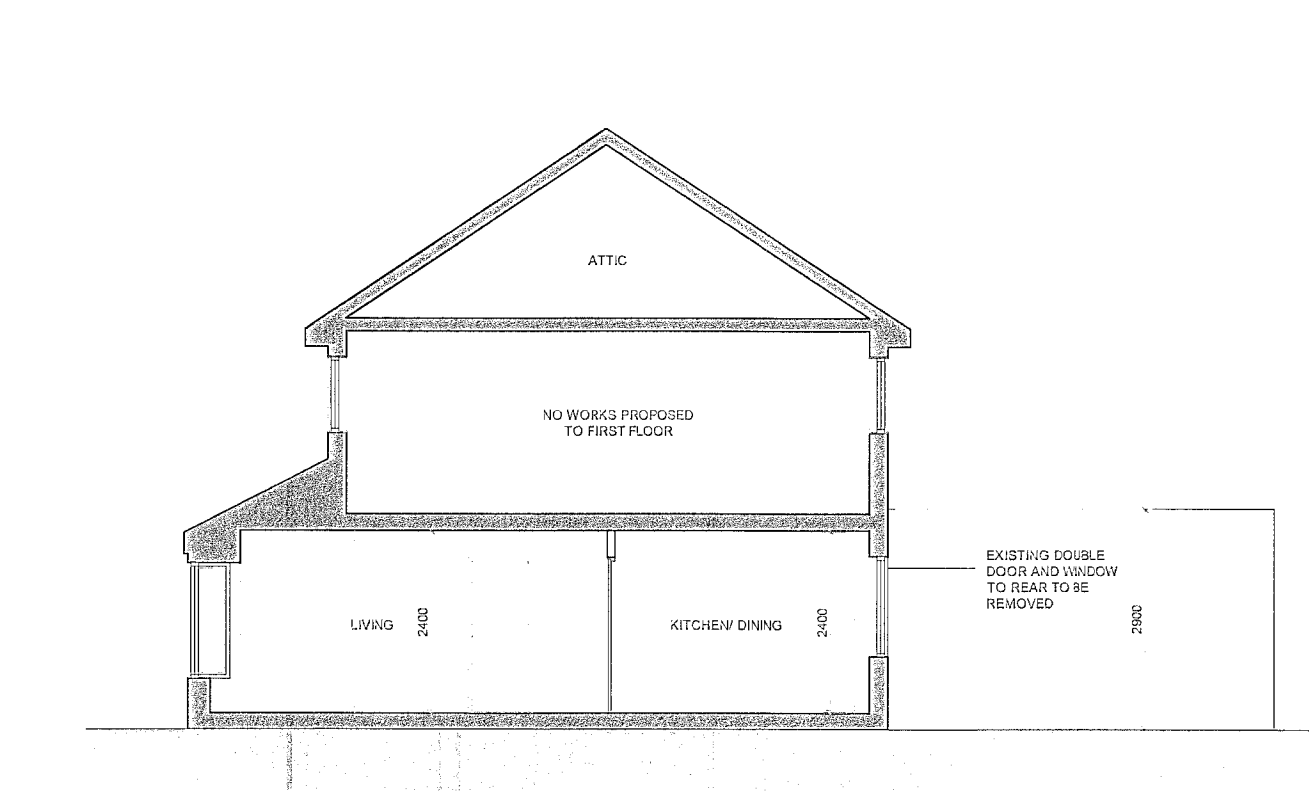 ATTIC
NO WORKS PROPOSED
TO FIRST FLOOR
EXISTING DOUBLE
DOOR AND WINDOW
TO REAR TO BE
REMOVED
LIVING
2400
KITCHEN/ DINING
2400
2900